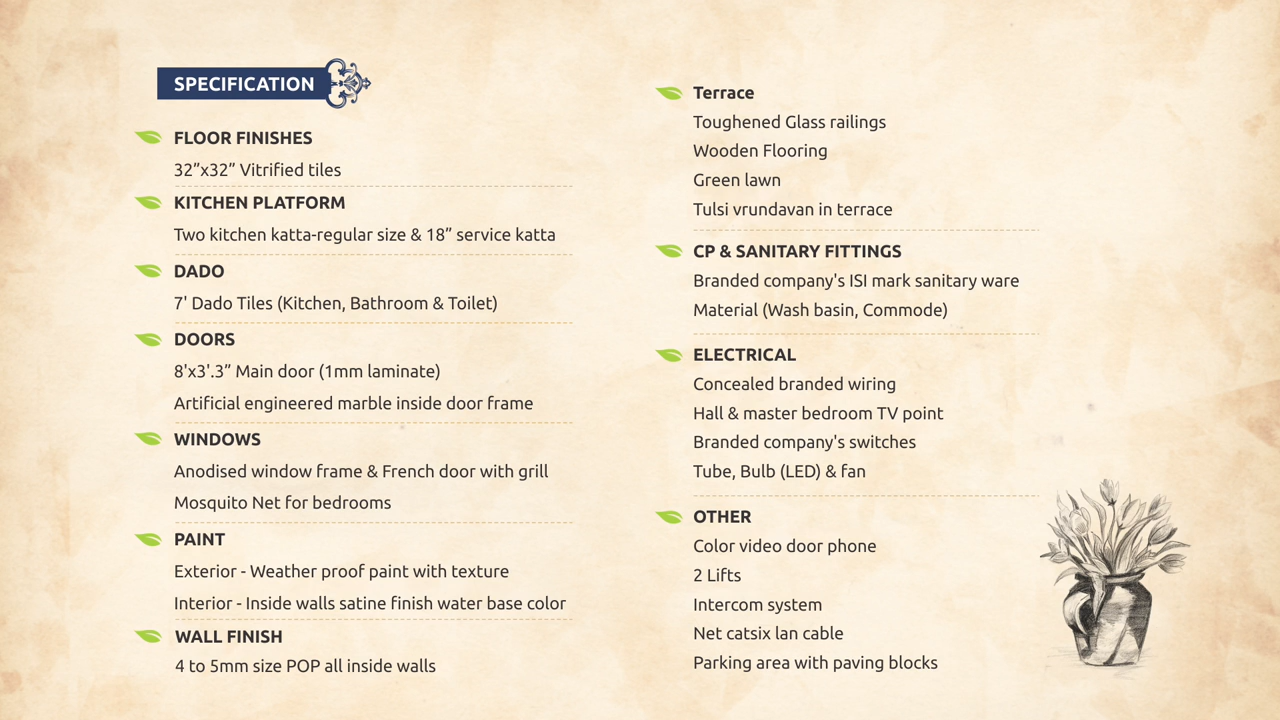 SPECIFICATION
FLOOR FINISHES
32”x32” Vitrified tiles
KITCHEN PLATFORM
Two kitchen katta-regular size & 18” service katta
DADO
7' Dado Tiles (Kitchen, Bathroom & Toilet)
DOORS
8'x3'.3” Main door (1mm laminate)
Artificial engineered marble inside door frame
WINDOWS
Anodised window frame & French door with grill
Mosquito Net for bedrooms
PAINT
Exterior - Weather proof paint with texture
Interior - Inside walls satine finish water base color
WALL FINISH
4 to 5mm size POP all inside walls
Terrace
Toughened Glass railings
Wooden Flooring
Green lawn
Tulsi vrundavan in terrace
CP & SANITARY FITTINGS
Branded company's ISI mark sanitary ware
Material (Wash basin, Commode)
ELECTRICAL
Concealed branded wiring
Hall & master bedroom TV point
Branded company's switches
Tube, Bulb (LED) & fan
OTHER
Color video door phone
2 Lifts
Intercom system
Net catsix lan cable
Parking area with paving blocks